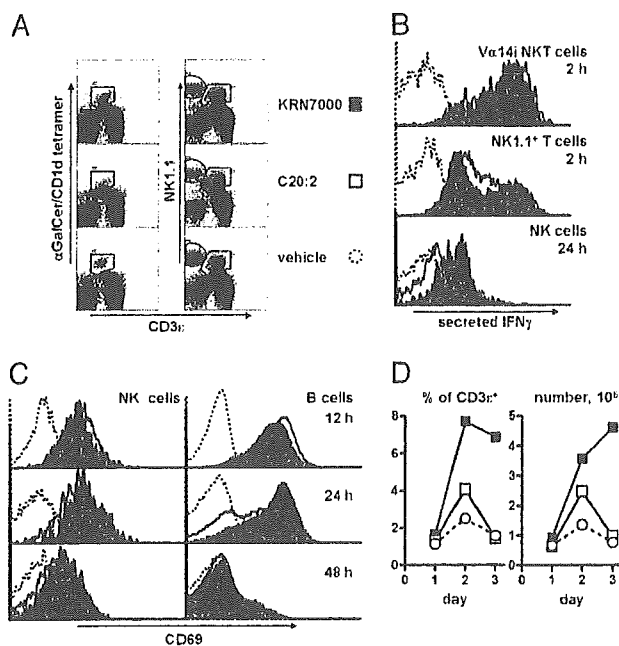 A
αGalCer/CD1d tetramer
NK1.1
KRN7000
C20:2
vehicle
CD3ε
B
Vα14i NKT cells
2 h
NK1.1⁺ T cells
2 h
NK cells
24 h
secreted IFNγ
C
NK cells
B cells
12 h
24 h
48 h
CD69
D
% of CD3ε⁺
8
6
4
2
0
0 1 2 3
day
number, 10⁶
5
4
3
2
1
0
0 1 2 3
day